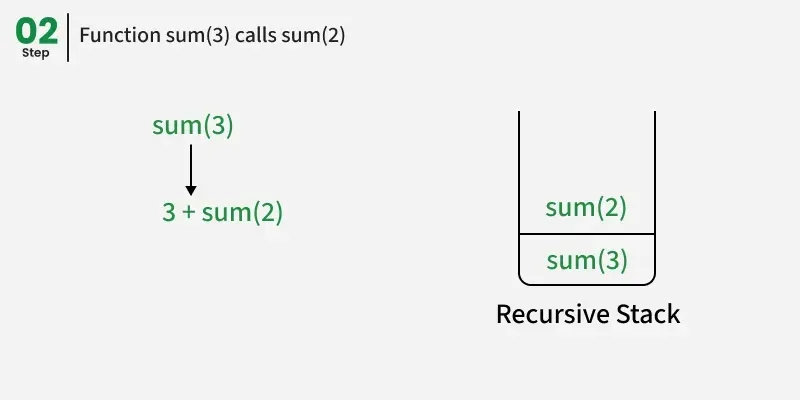 02
Step
Function sum(3) calls sum(2)
sum(3)
3 + sum(2)
sum(2)
sum(3)
Recursive Stack